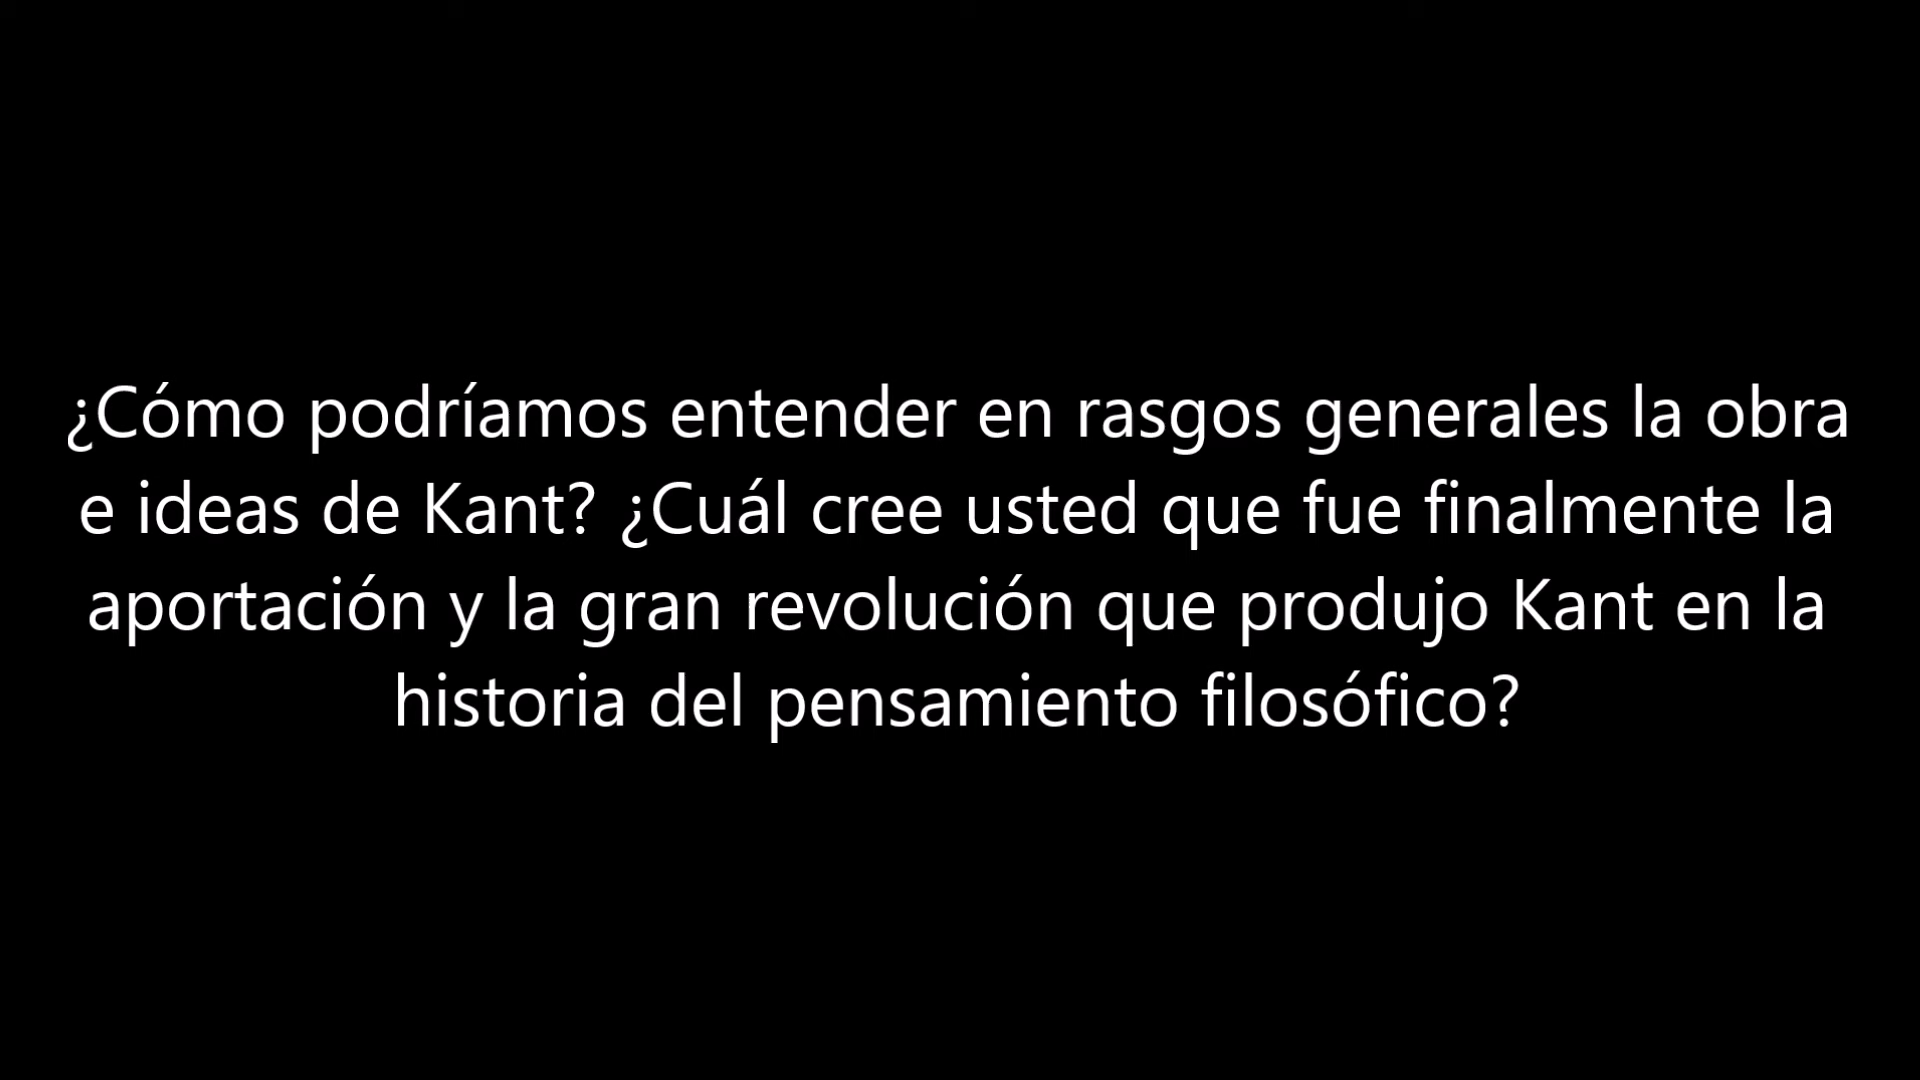 ¿Cómo podríamos entender en rasgos generales la obra
e ideas de Kant? ¿Cuál cree usted que fue finalmente la
aportación y la gran revolución que produjo Kant en la
historia del pensamiento filosófico?